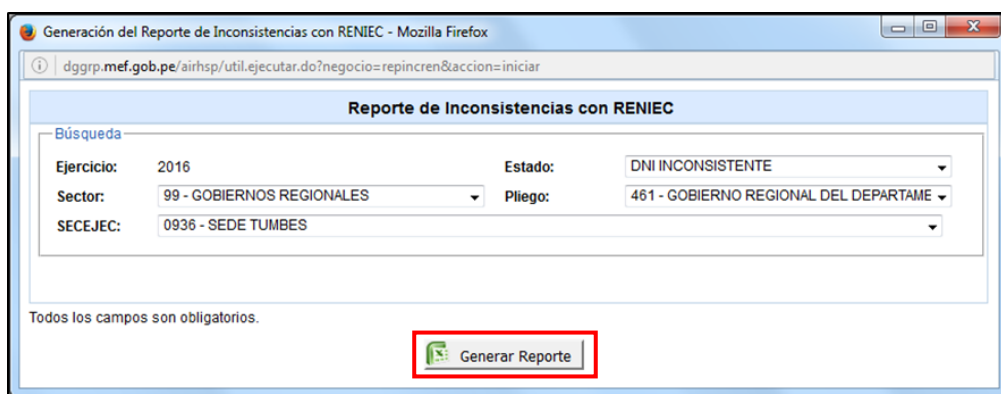 Generación del Reporte de Inconsistencias con RENIEC - Mozilla Firefox
dggrp.mef.gob.pe/airhsp/util.ejecutar.do?negocio=repincren&accion=iniciar
Reporte de Inconsistencias con RENIEC
Búsqueda
Ejercicio: 2016 Estado: DNI INCONSISTENTE
Sector: 99 - GOBIERNOS REGIONALES Pliego: 461 - GOBIERNO REGIONAL DEL DEPARTAME
SECEJEC: 0936 - SEDE TUMBES
Todos los campos son obligatorios.
Generar Reporte